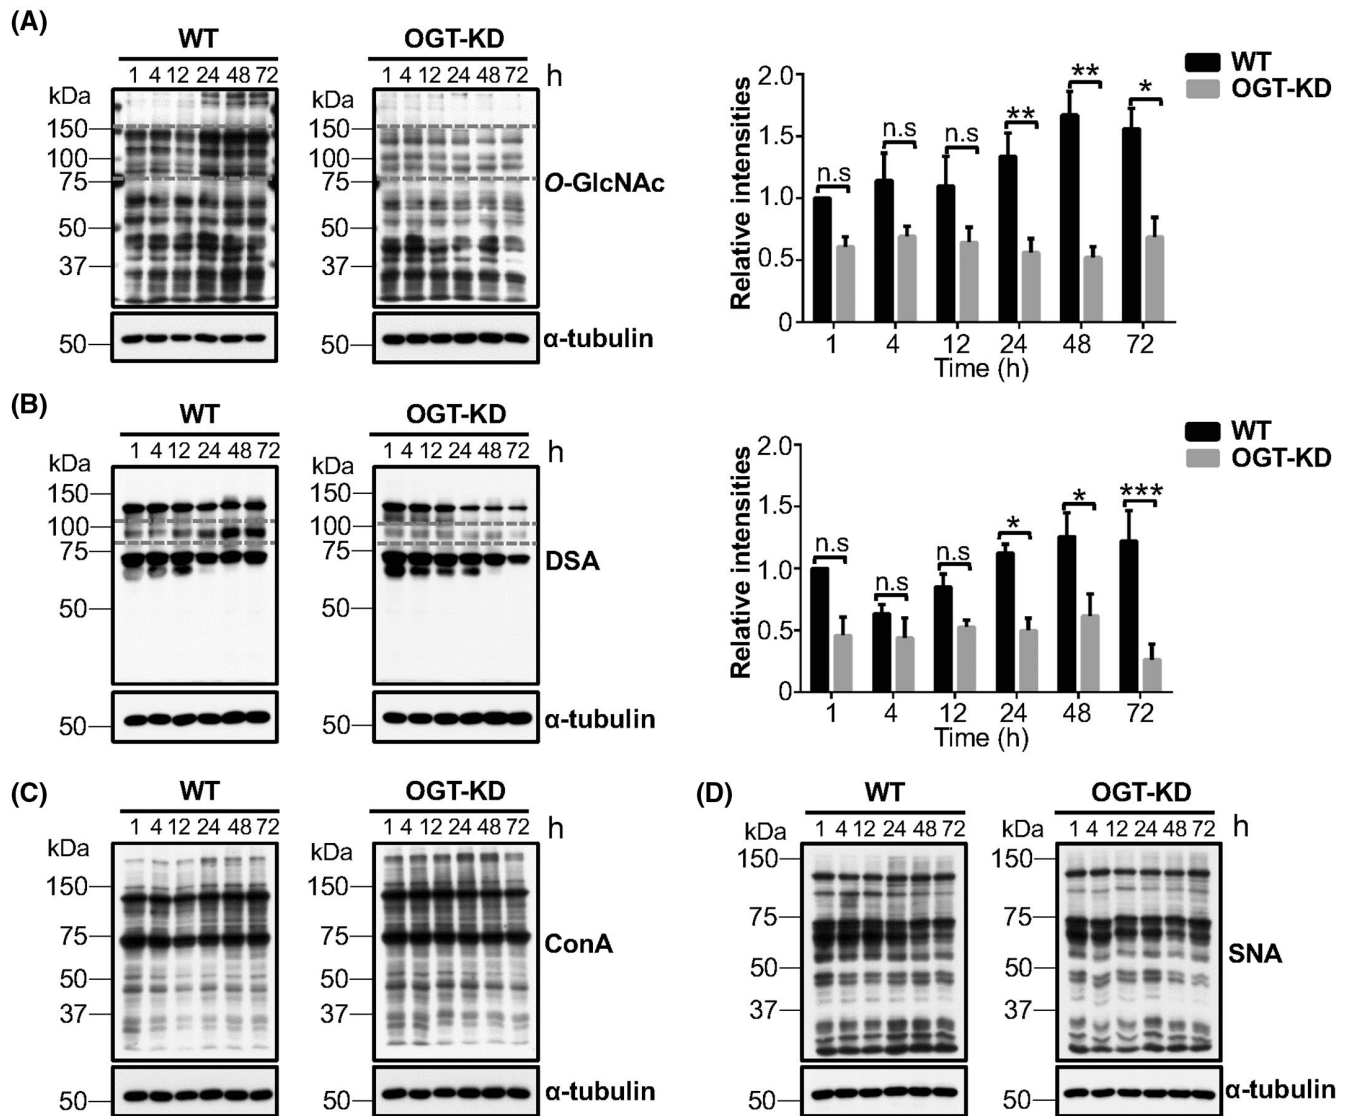 (A)
WT
OGT-KD
1 4 12 24 48 72
1 4 12 24 48 72 h
kDa
150
100
75
50
37
50
kDa
150
100
75
50
37
50
O-GlcNAc
α-tubulin
WT
OGT-KD
Relative intensities
2.0
1.5
1.0
0.5
0
n.s
n.s
n.s
**
**
*
1 4 12 24 48 72
Time (h)
(B)
WT
OGT-KD
1 4 12 24 48 72
1 4 12 24 48 72 h
kDa
150
100
75
50
50
kDa
150
100
75
50
50
DSA
α-tubulin
WT
OGT-KD
Relative intensities
2.0
1.5
1.0
0.5
0
n.s
n.s
n.s
*
*
***
1 4 12 24 48 72
Time (h)
(C)
WT
OGT-KD
1 4 12 24 48 72
1 4 12 24 48 72 h
kDa
150
75
50
37
50
kDa
150
75
50
37
50
ConA
α-tubulin
(D)
WT
OGT-KD
1 4 12 24 48 72
1 4 12 24 48 72 h
kDa
150
75
50
37
50
kDa
150
75
50
37
50
SNA
α-tubulin